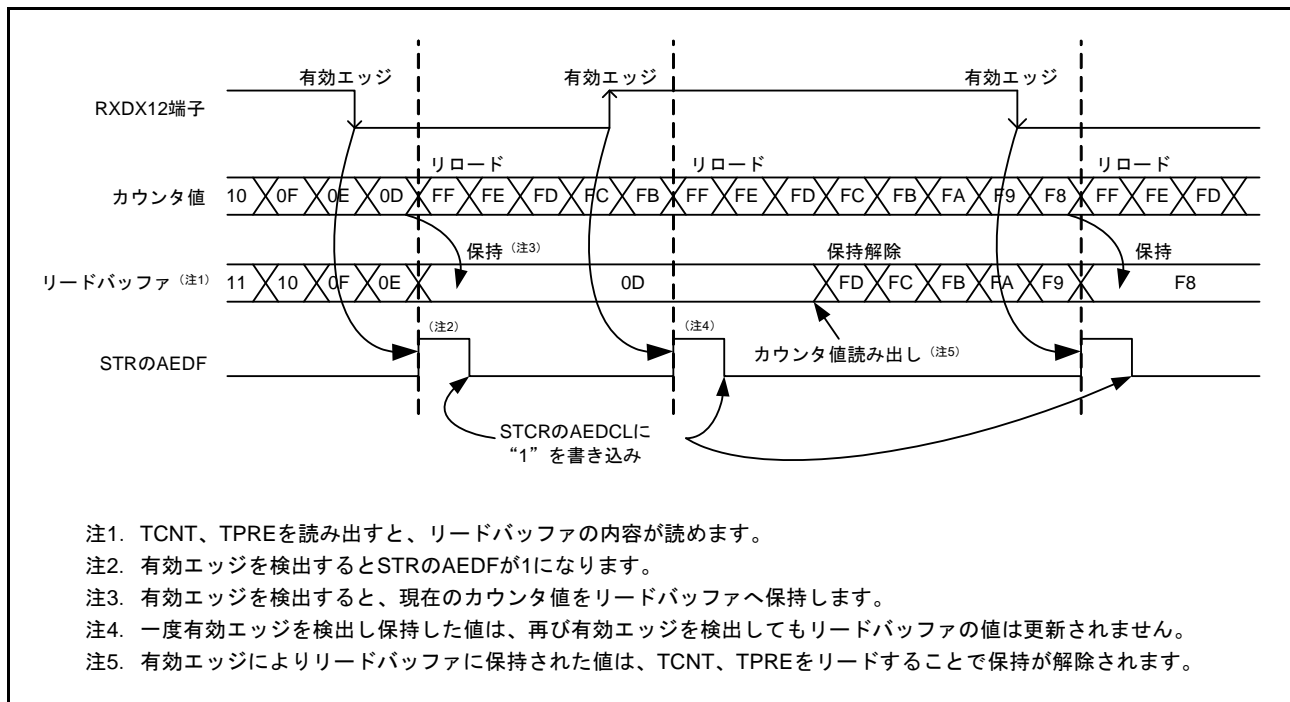 有効エッジ 有効エッジ 有効エッジ
RXDX12端子
リロード リロード リロード
カウンタ値 10 0F 0E 0D FF FE FD FC FB FF FE FD FC FB FA F9 F8 FF FE FD
保持（注3） 保持解除 保持
リードバッファ（注1） 11 10 0F 0E 0D FD FC FB FA F9 F8
（注2） （注4）
カウンタ値読み出し（注5）
STRのAEDF
STCRのAEDCLに
“1”を書き込み
注1. TCNT、TPREを読み出すと、リードバッファの内容が読めます。
注2. 有効エッジを検出するとSTRのAEDFが1になります。
注3. 有効エッジを検出すると、現在のカウンタ値をリードバッファへ保持します。
注4. 一度有効エッジを検出し保持した値は、再び有効エッジを検出してもリードバッファの値は更新されません。
注5. 有効エッジによりリードバッファに保持された値は、TCNT、TPREをリードすることで保持が解除されます。